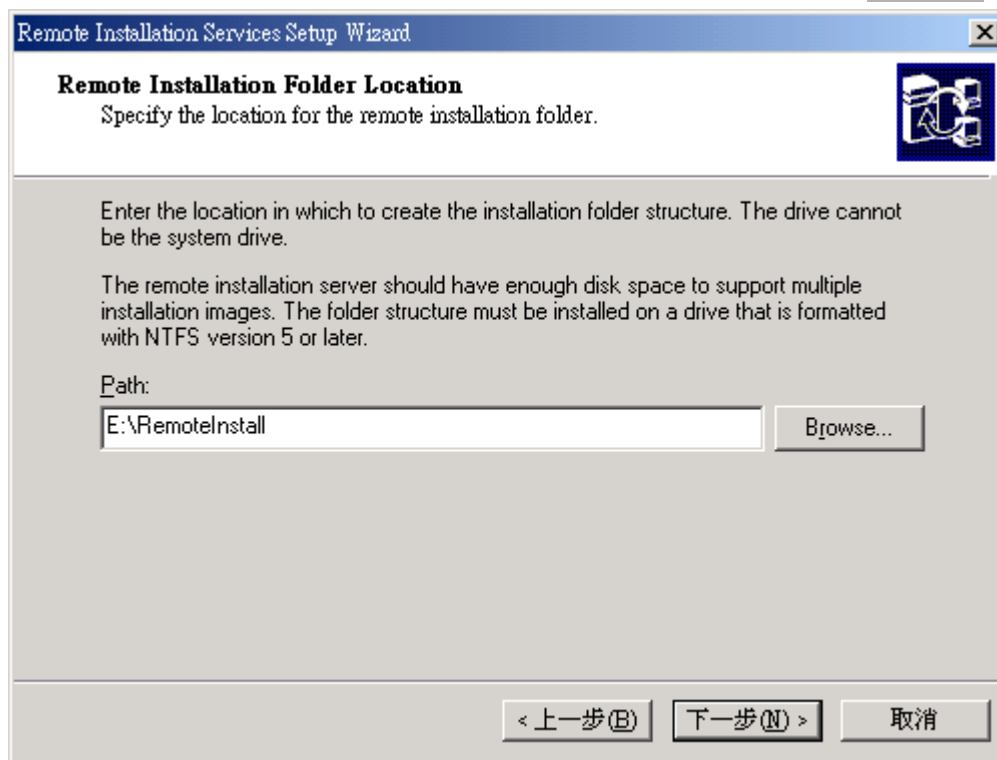 Remote Installation Services Setup Wizard
Remote Installation Folder Location
Specify the location for the remote installation folder.
Enter the location in which to create the installation folder structure. The drive cannot
be the system drive.
The remote installation server should have enough disk space to support multiple
installation images. The folder structure must be installed on a drive that is formatted
with NTFS version 5 or later.
Path:
E:\RemoteInstall
Browse...
<上一步(B)
下一步(N)>
取消